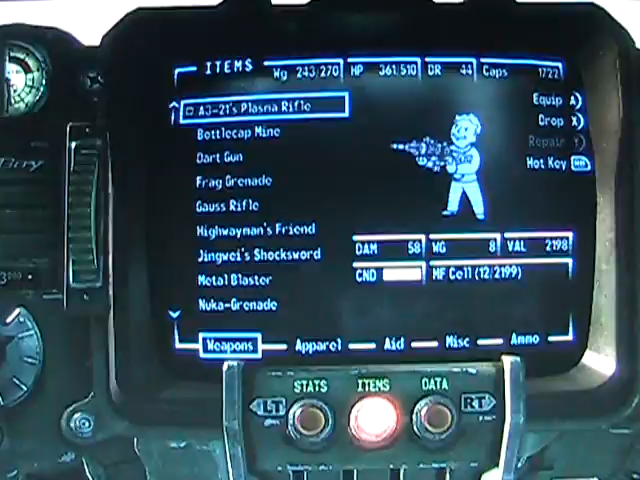 ITEMS Wg 243/270 HP 361/510 DR 44 Caps 1722
A3-21's Plasma Rifle
Bottlecap Mine
Dart Gun
Frag Grenade
Gauss Rifle
Highwayman's Friend
Jingwei's Shocksword
Metal Blaster
Nuka-Grenade
Equip A)
Drop X)
Repair Y)
Hot Key
DAM 58 WG 8 VAL 2198
CND MF Cell (12/2199)
Weapons Apparel Aid Misc Ammo
STATS ITEMS DATA
LT RT